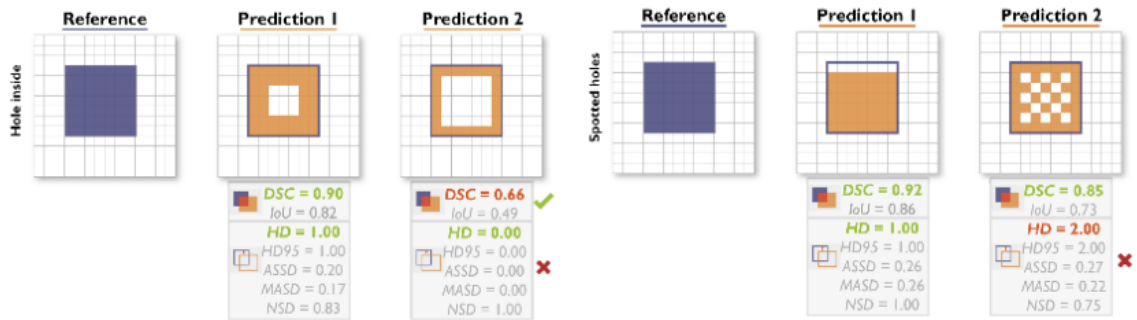 Reference
Prediction 1
Prediction 2
Hole inside
DSC = 0.90
IoU = 0.82
HD = 1.00
HD95 = 1.00
ASSD = 0.20
MASD = 0.17
NSD = 0.83
DSC = 0.66
IoU = 0.49
HD = 0.00
HD95 = 0.00
ASSD = 0.00
MASD = 0.00
NSD = 1.00
Reference
Prediction 1
Prediction 2
Spotted holes
DSC = 0.92
IoU = 0.86
HD = 1.00
HD95 = 1.00
ASSD = 0.26
MASD = 0.26
NSD = 1.00
DSC = 0.85
IoU = 0.73
HD = 2.00
HD95 = 2.00
ASSD = 0.27
MASD = 0.22
NSD = 0.75